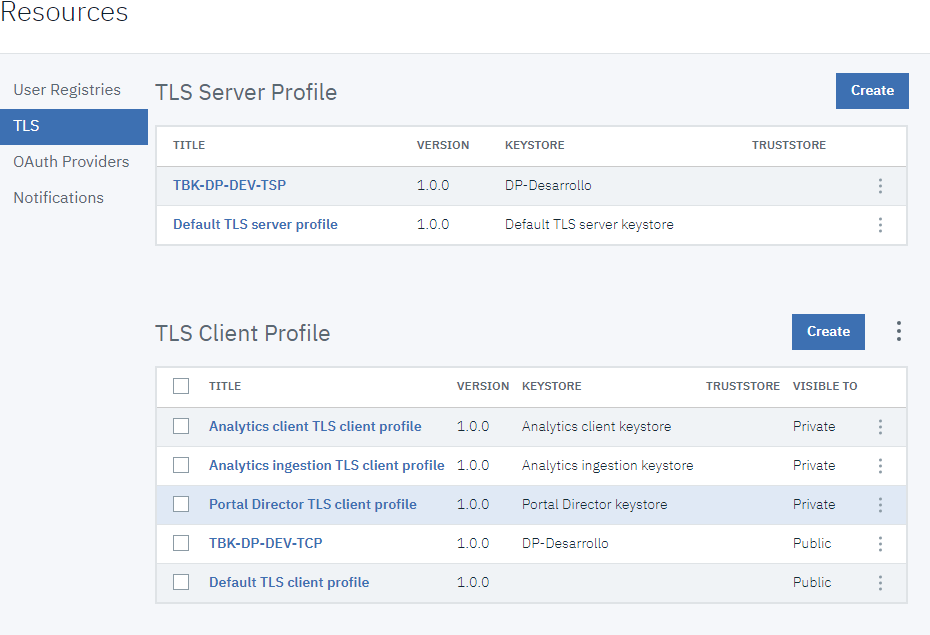 Resources
User Registries
TLS
OAuth Providers
Notifications
TLS Server Profile
Create
TITLE VERSION KEYSTORE TRUSTSTORE
TBK-DP-DEV-TSP 1.0.0 DP-Desarrollo
Default TLS server profile 1.0.0 Default TLS server keystore
TLS Client Profile
Create
TITLE VERSION KEYSTORE TRUSTSTORE VISIBLE TO
Analytics client TLS client profile 1.0.0 Analytics client keystore Private
Analytics ingestion TLS client profile 1.0.0 Analytics ingestion keystore Private
Portal Director TLS client profile 1.0.0 Portal Director keystore Private
TBK-DP-DEV-TCP 1.0.0 DP-Desarrollo Public
Default TLS client profile 1.0.0 Public